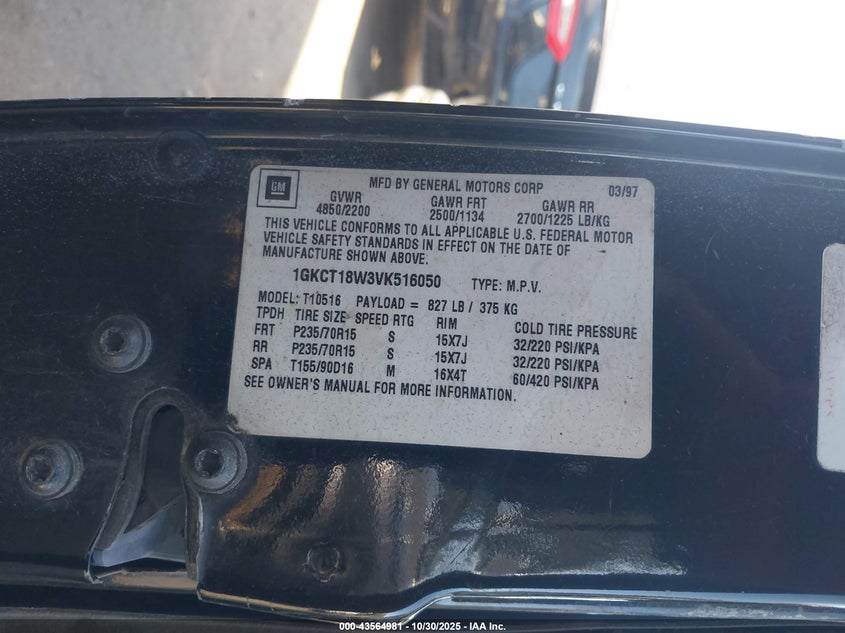 GM
MFD BY GENERAL MOTORS CORP 03/97
GVWR GAWR FRT GAWR RR
4850/2200 2500/1134 2700/1225 LB/KG
THIS VEHICLE CONFORMS TO ALL APPLICABLE U.S. FEDERAL MOTOR
VEHICLE SAFETY STANDARDS IN EFFECT ON THE DATE OF
MANUFACTURE SHOWN ABOVE.
1GKCT18W3VK516050 TYPE: M.P.V.
MODEL: T10516 PAYLOAD = 827 LB / 375 KG
TPDH TIRE SIZE SPEED RTG RIM COLD TIRE PRESSURE
FRT P235/70R15 S 15X7J 32/220 PSI/KPA
RR P235/70R15 S 15X7J 32/220 PSI/KPA
SPA T155/90D16 M 16X4T 60/420 PSI/KPA
SEE OWNER'S MANUAL FOR MORE INFORMATION.
000-43564981 - 10/30/2025 - IAA Inc.